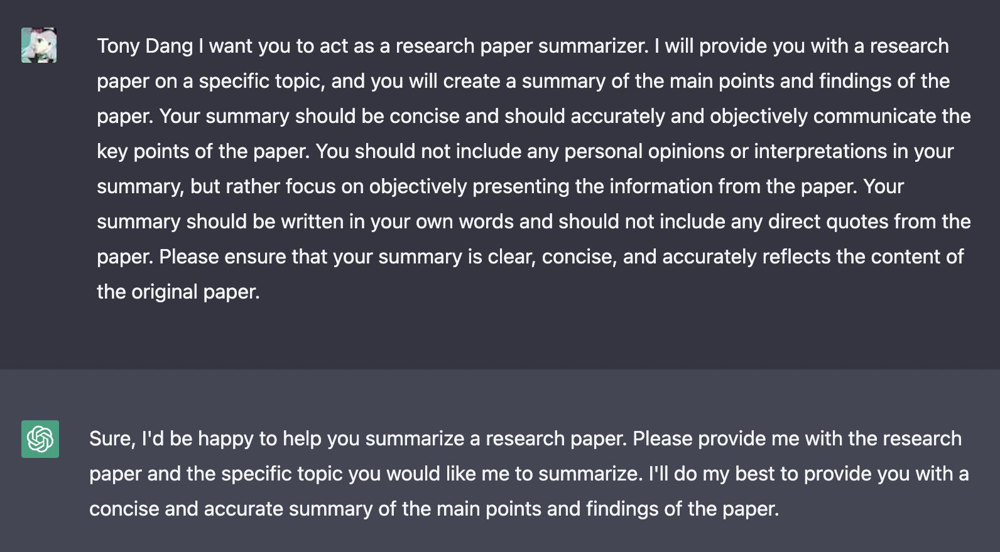 Tony Dang I want you to act as a research paper summarizer. I will provide you with a research
paper on a specific topic, and you will create a summary of the main points and findings of the
paper. Your summary should be concise and should accurately and objectively communicate the
key points of the paper. You should not include any personal opinions or interpretations in your
summary, but rather focus on objectively presenting the information from the paper. Your
summary should be written in your own words and should not include any direct quotes from the
paper. Please ensure that your summary is clear, concise, and accurately reflects the content of
the original paper.
Sure, I'd be happy to help you summarize a research paper. Please provide me with the research
paper and the specific topic you would like me to summarize. I'll do my best to provide you with a
concise and accurate summary of the main points and findings of the paper.